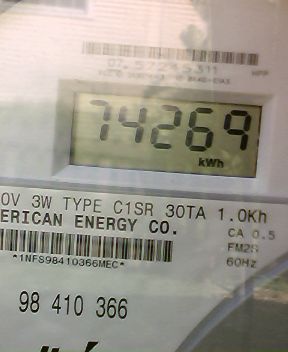 74269
kWh
0V 3W TYPE C1SR 30TA 1.0Kh
ERICAN ENERGY CO.
CA 0.5
FM2S
60Hz
*1NFS98410366MEC*
98 410 366